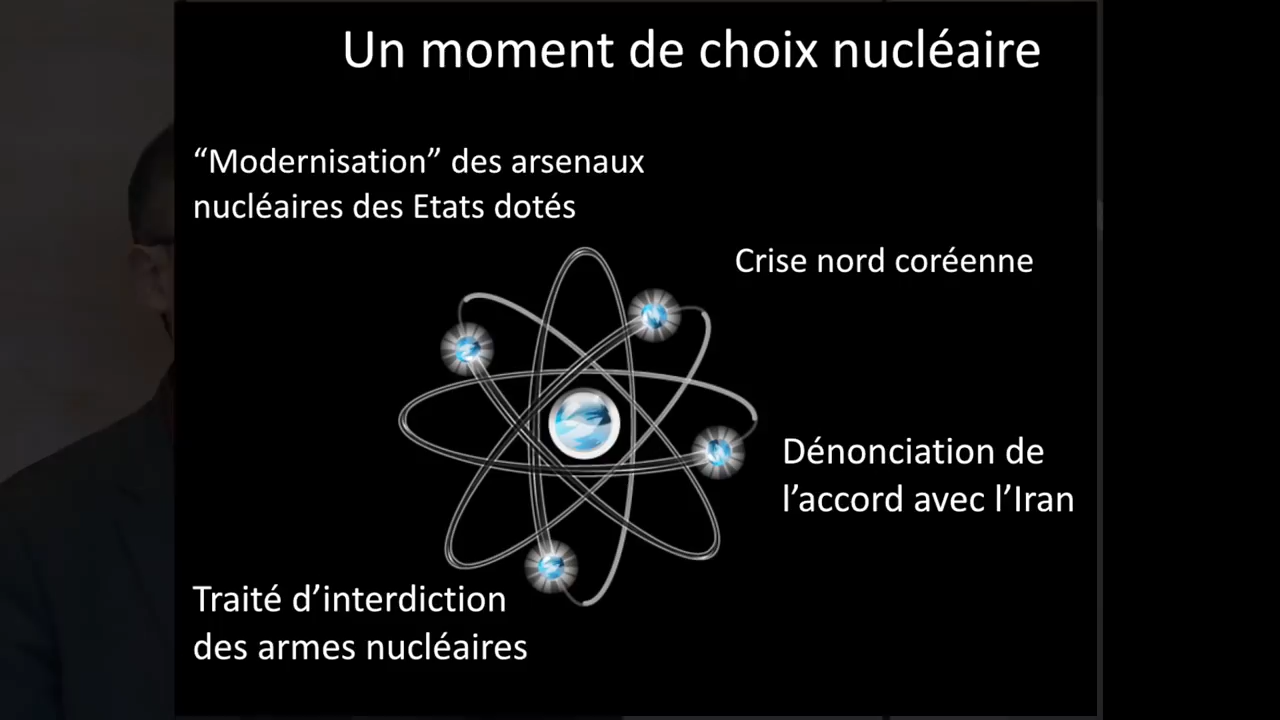 Un moment de choix nucléaire
“Modernisation” des arsenaux
nucléaires des Etats dotés
Crise nord coréenne
Dénonciation de
l’accord avec l’Iran
Traité d’interdiction
des armes nucléaires